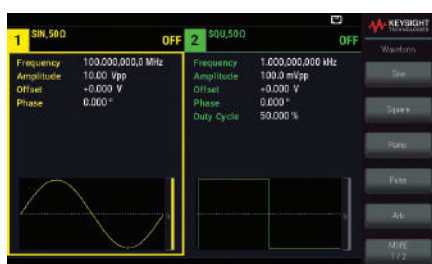 1 SIN,50Ω OFF
Frequency 100.000,000,0 MHz
Amplitude 10.00 Vpp
Offset +0.000 V
Phase 0.000°
2 SQU,50Ω OFF
Frequency 1.000,000,000 kHz
Amplitude 100.0 mVpp
Offset +0.000 V
Phase 0.000°
Duty Cycle 50.000 %
KEYSIGHT
TECHNOLOGIES
Waveform
Sine
Square
Ramp
Pulse
Arb
MORE
1 / 2